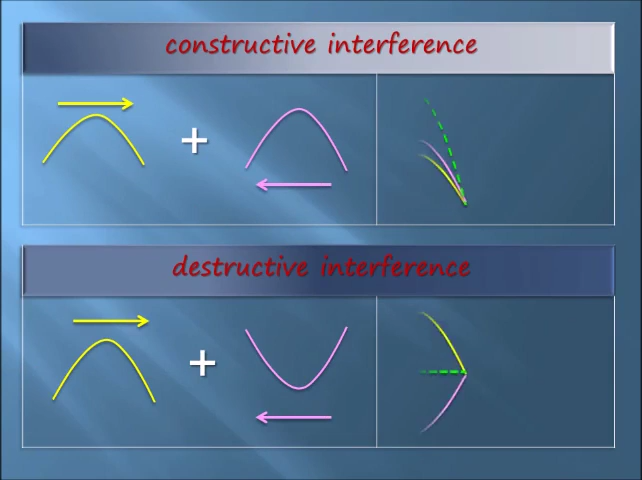 constructive interference
+
destructive interference
+